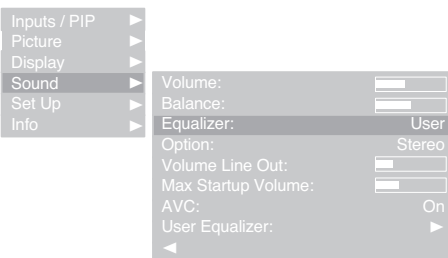 Inputs / PIP
Picture
Display
Sound
Set Up
Info
Volume:
Balance:
Equalizer: User
Option: Stereo
Volume Line Out:
Max Startup Volume:
AVC: On
User Equalizer: